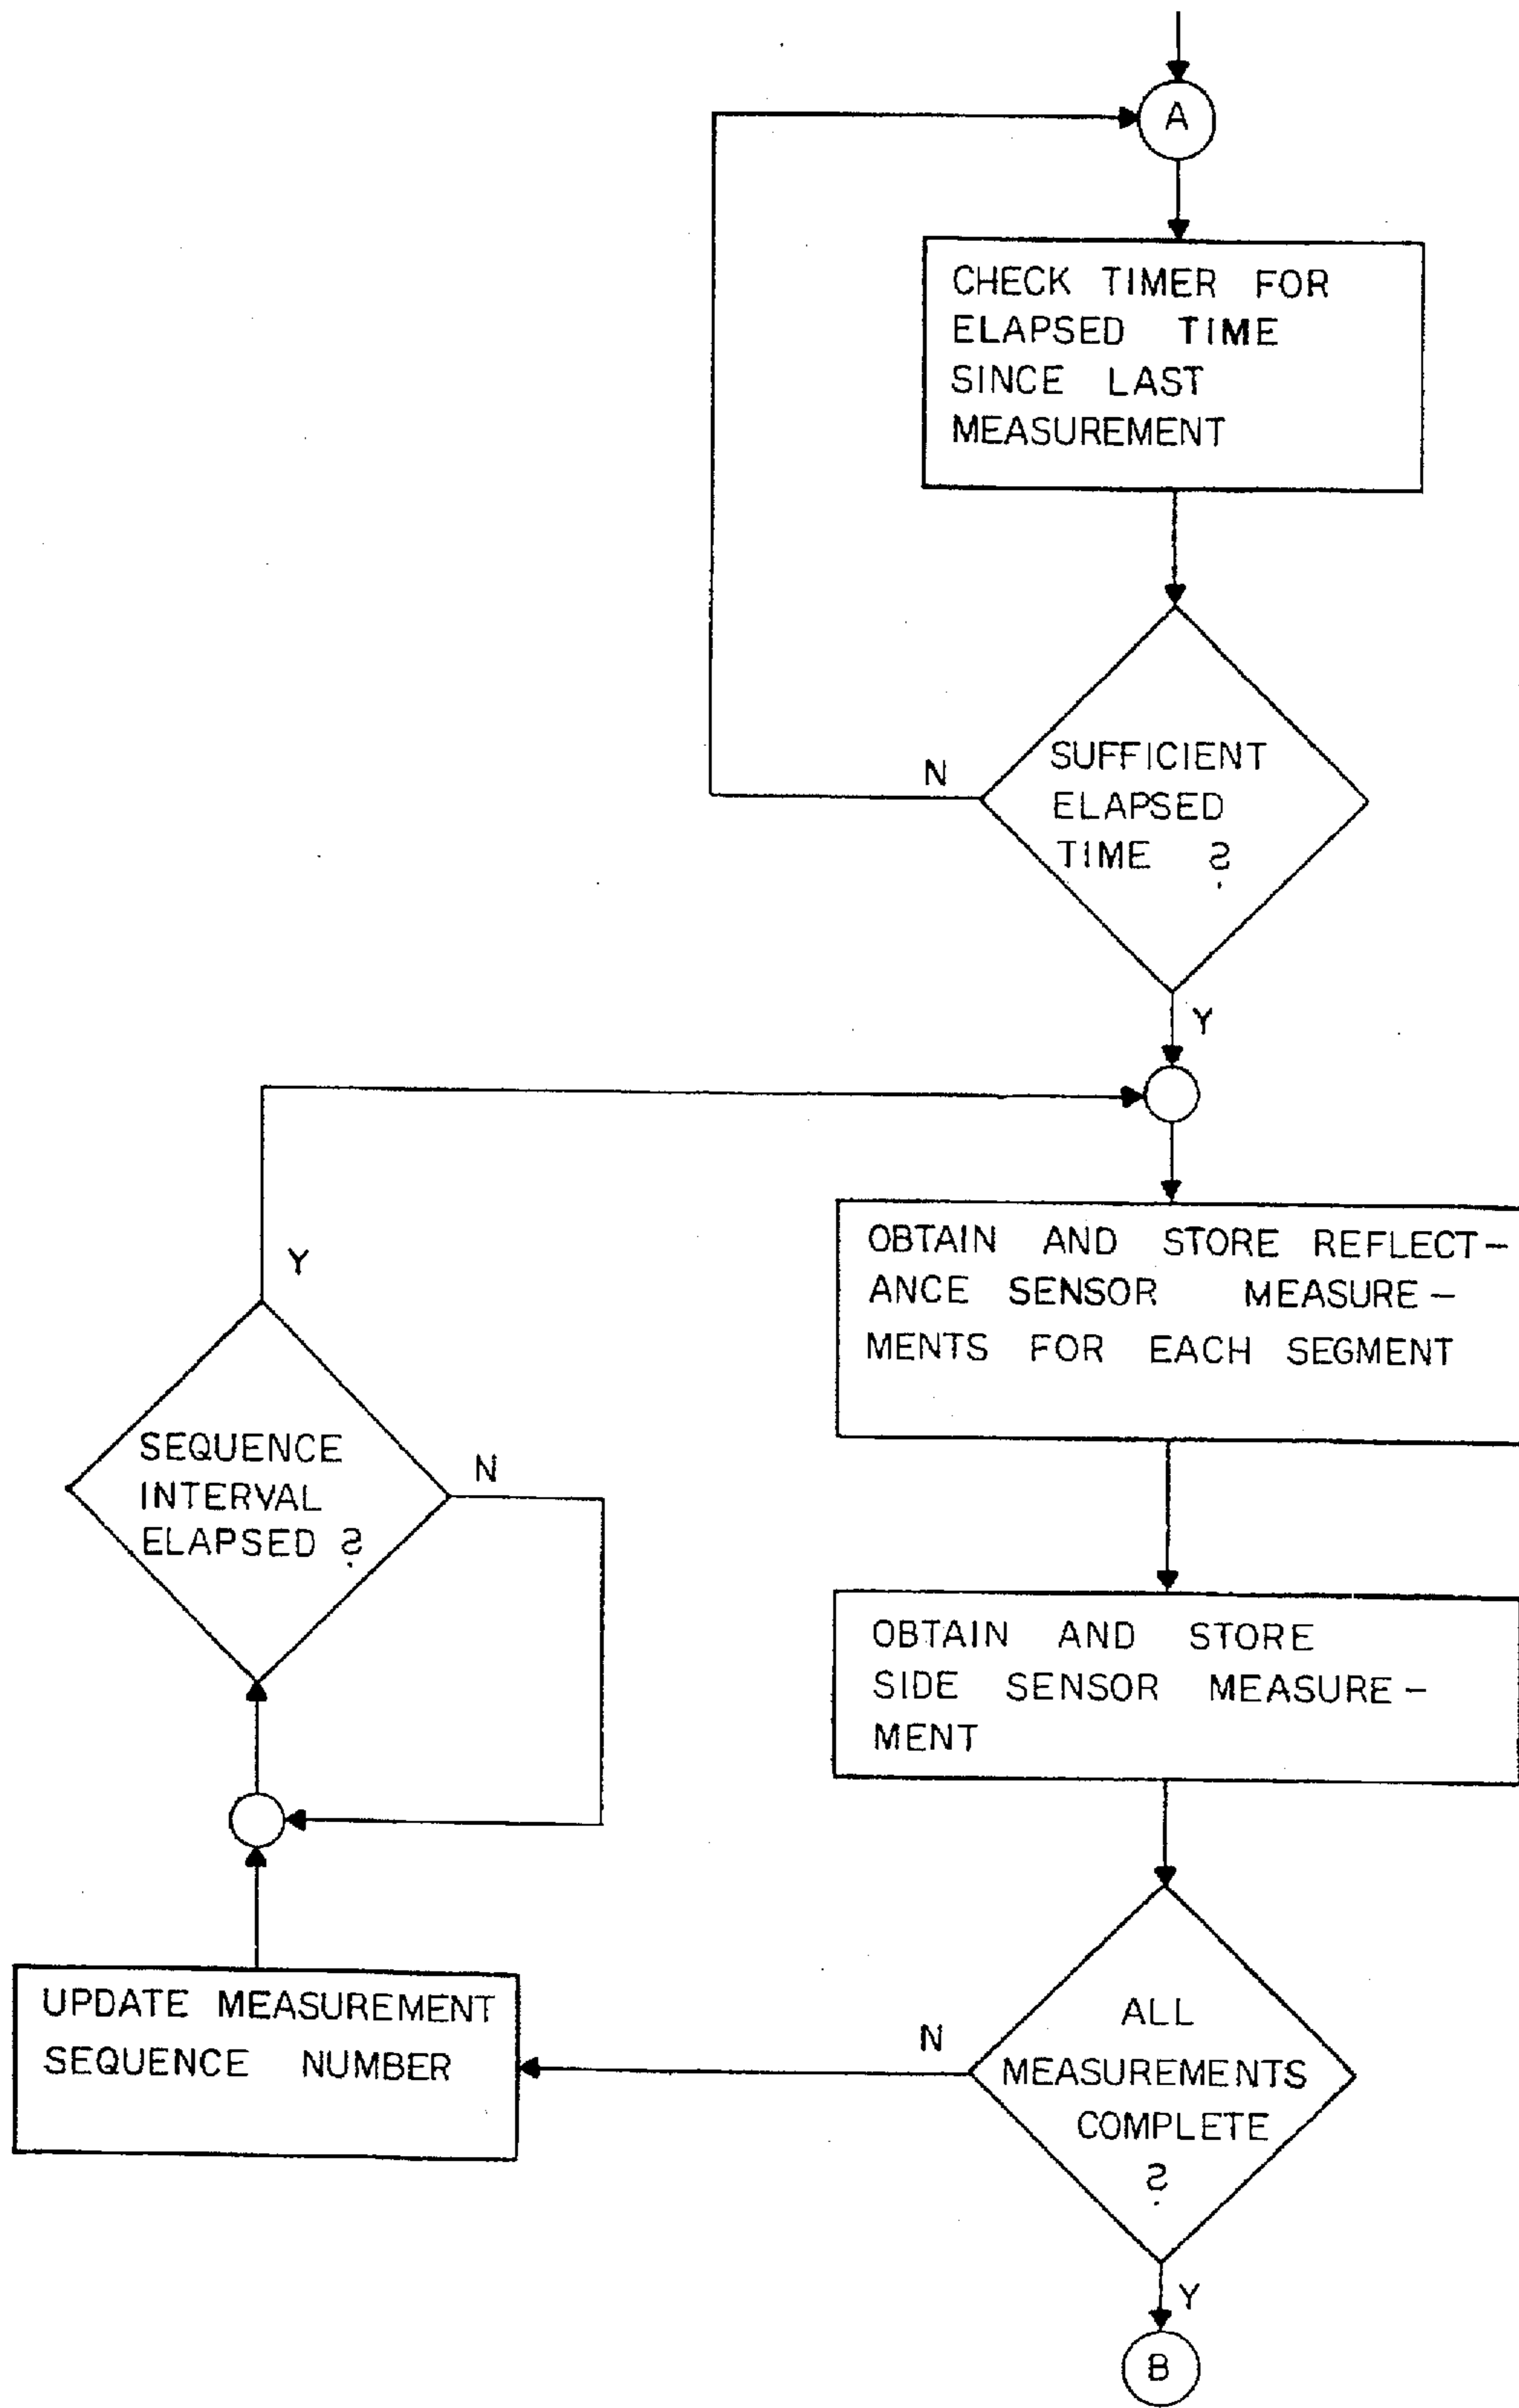 A
CHECK TIMER FOR
ELAPSED TIME
SINCE LAST
MEASUREMENT
SUFFICIENT
ELAPSED
TIME ?
N
Y
OBTAIN AND STORE REFLECT-
ANCE SENSOR MEASURE-
MENTS FOR EACH SEGMENT
Y
SEQUENCE
INTERVAL
ELAPSED ?
N
OBTAIN AND STORE
SIDE SENSOR MEASURE-
MENT
UPDATE MEASUREMENT
SEQUENCE NUMBER
N
ALL
MEASUREMENTS
COMPLETE
?
Y
B